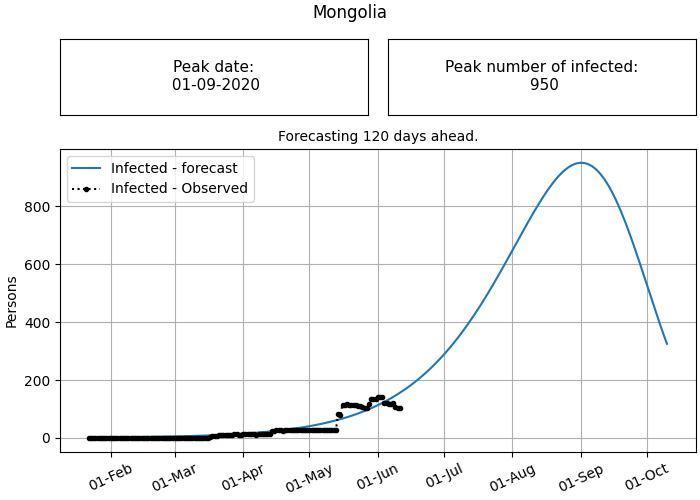 Mongolia
Peak date:
01-09-2020
Peak number of infected:
950
Forecasting 120 days ahead.
Infected - forecast
Infected - Observed
Persons
800
600
400
200
0
01-Feb
01-Mar
01-Apr
01-May
01-Jun
01-Jul
01-Aug
01-Sep
01-Oct